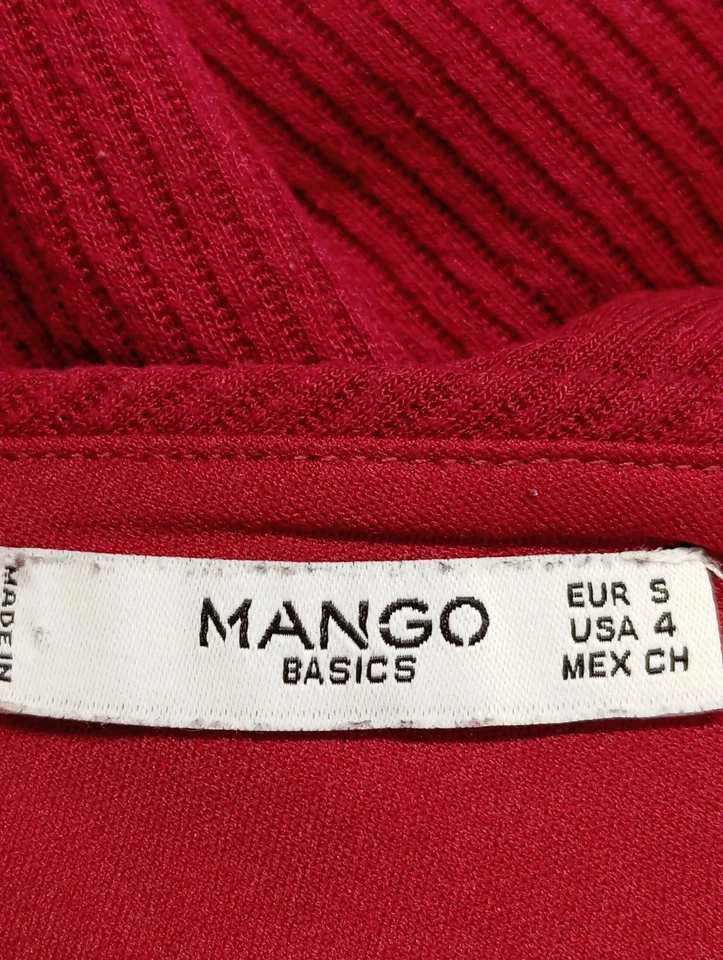 MADE IN
MANGO
BASICS
EUR S
USA 4
MEX CH